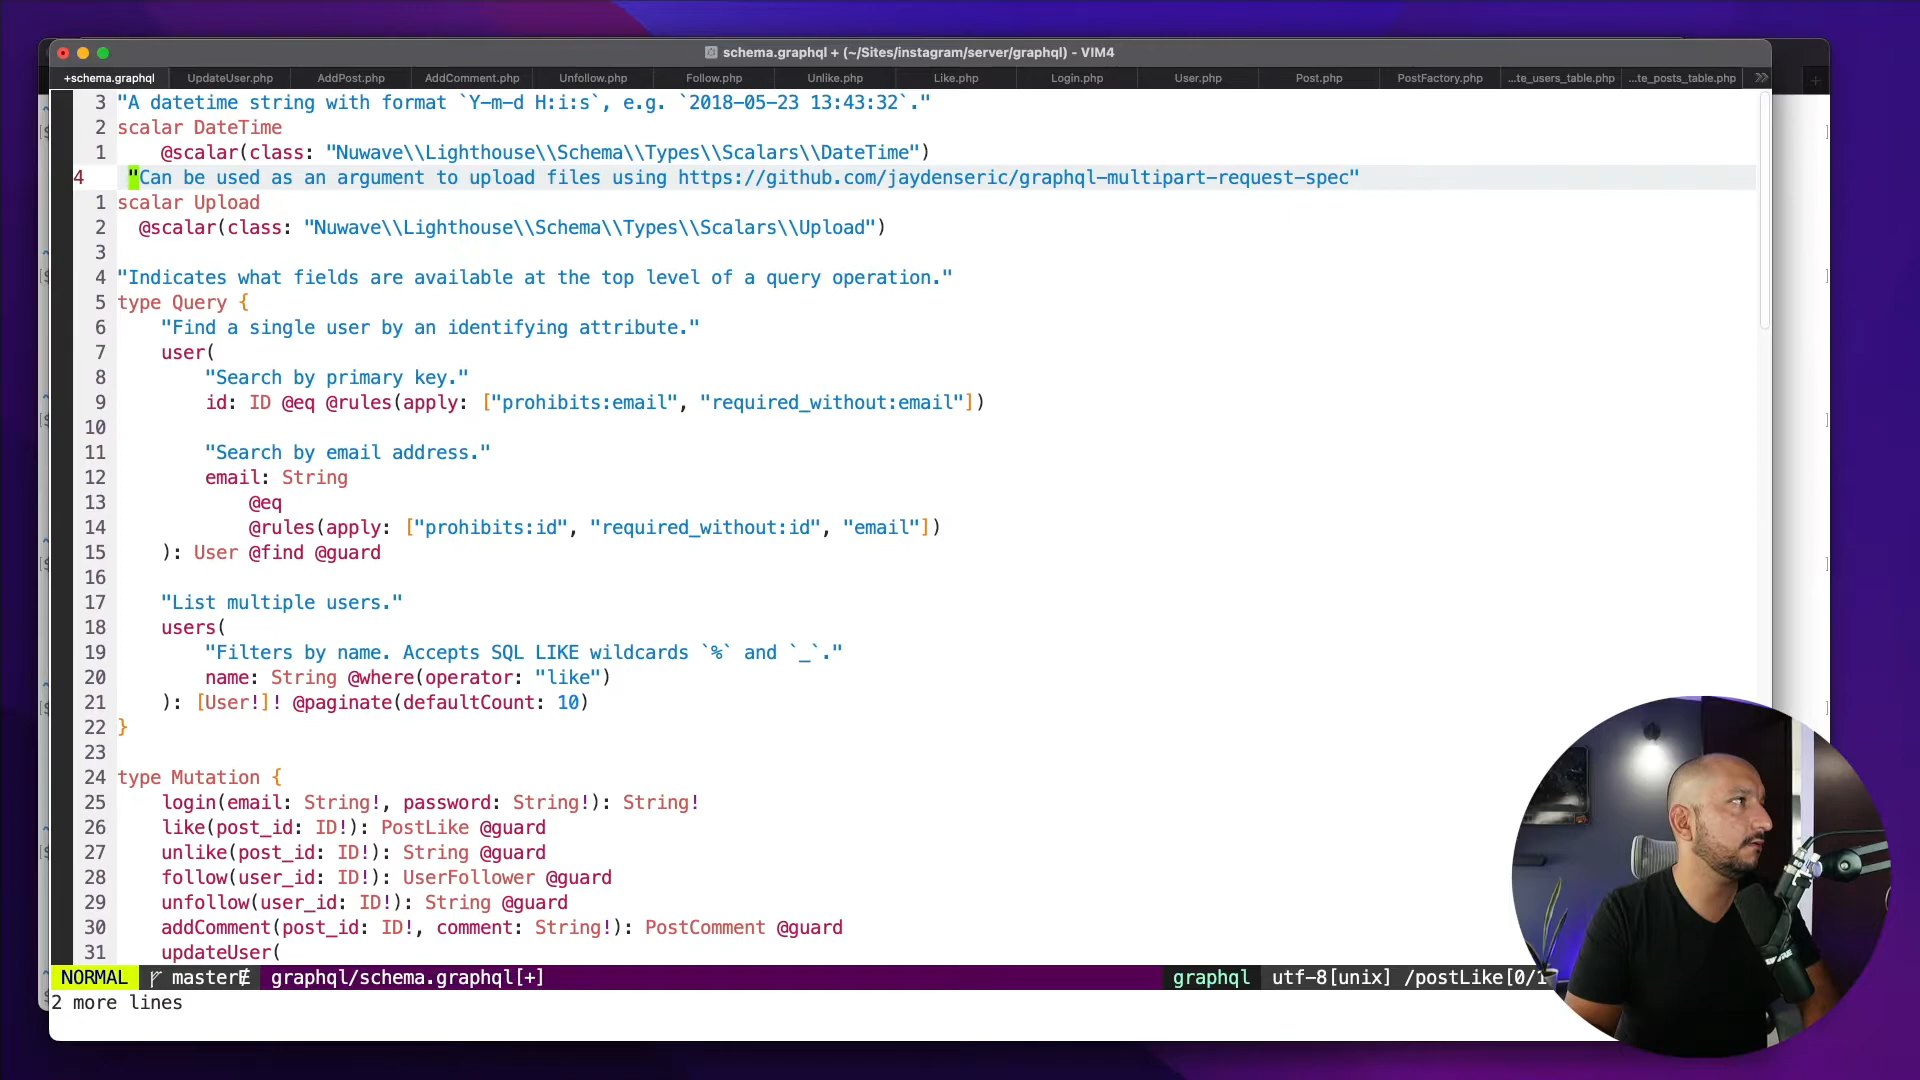 schema.graphql + (~/Sites/instagram/server/graphql) - VIM4
+schema.graphql UpdateUser.php AddPost.php AddComment.php Unfollow.php Follow.php Unlike.php Like.php Login.php User.php Post.php PostFactory.php ...te_users_table.php ...te_posts_table.php
3 "A datetime string with format `Y-m-d H:i:s`, e.g. `2018-05-23 13:43:32`."
2 scalar DateTime
1 @scalar(class: "Nuwave\\Lighthouse\\Schema\\Types\\Scalars\\DateTime")
4 "Can be used as an argument to upload files using https://github.com/jaydenseric/graphql-multipart-request-spec"
1 scalar Upload
2 @scalar(class: "Nuwave\\Lighthouse\\Schema\\Types\\Scalars\\Upload")
3
4 "Indicates what fields are available at the top level of a query operation."
5 type Query {
6 "Find a single user by an identifying attribute."
7 user(
8 "Search by primary key."
9 id: ID @eq @rules(apply: ["prohibits:email", "required_without:email"])
10
11 "Search by email address."
12 email: String
13 @eq
14 @rules(apply: ["prohibits:id", "required_without:id", "email"])
15 ): User @find @guard
16
17 "List multiple users."
18 users(
19 "Filters by name. Accepts SQL LIKE wildcards `%` and `_`."
20 name: String @where(operator: "like")
21 ): [User!]! @paginate(defaultCount: 10)
22 }
23
24 type Mutation {
25 login(email: String!, password: String!): String!
26 like(post_id: ID!): PostLike @guard
27 unlike(post_id: ID!): String @guard
28 follow(user_id: ID!): UserFollower @guard
29 unfollow(user_id: ID!): String @guard
30 addComment(post_id: ID!, comment: String!): PostComment @guard
31 updateUser(
NORMAL master graphql/schema.graphql[+] graphql utf-8[unix] /postLike[0/1
2 more lines